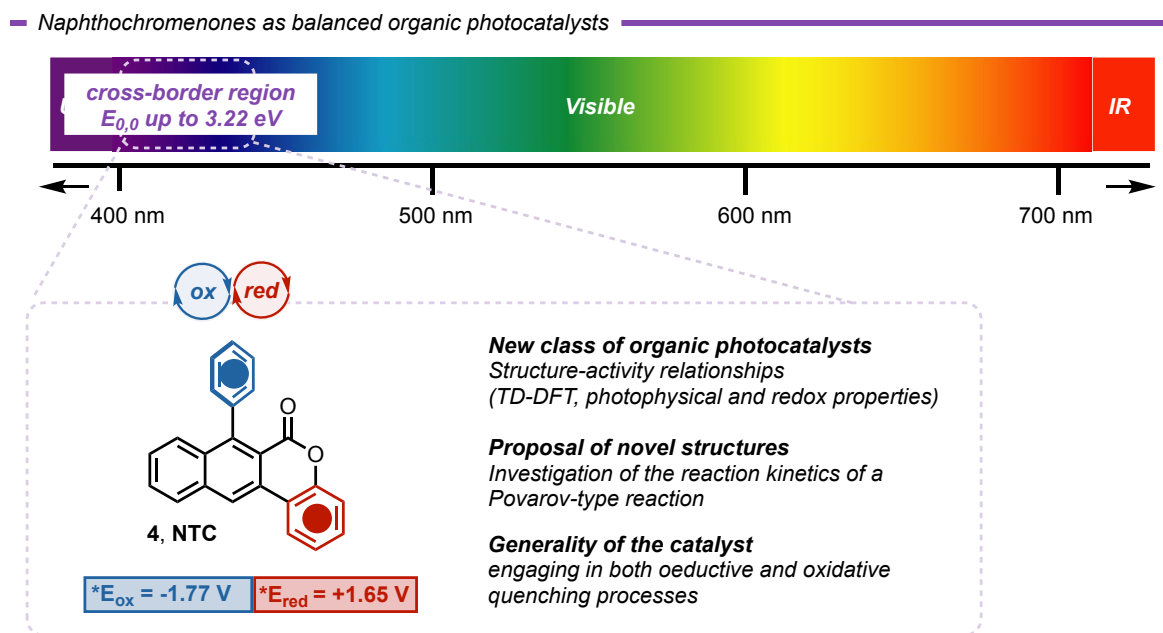 Naphthochromenones as balanced organic photocatalysts
cross-border region
E0,0 up to 3.22 eV
Visible
IR
400 nm
500 nm
600 nm
700 nm
ox
red
O
O
4, NTC
*Eox = -1.77 V
*Ered = +1.65 V
New class of organic photocatalysts
Structure-activity relationships
(TD-DFT, photophysical and redox properties)
Proposal of novel structures
Investigation of the reaction kinetics of a
Povarov-type reaction
Generality of the catalyst
engaging in both oeductive and oxidative
quenching processes